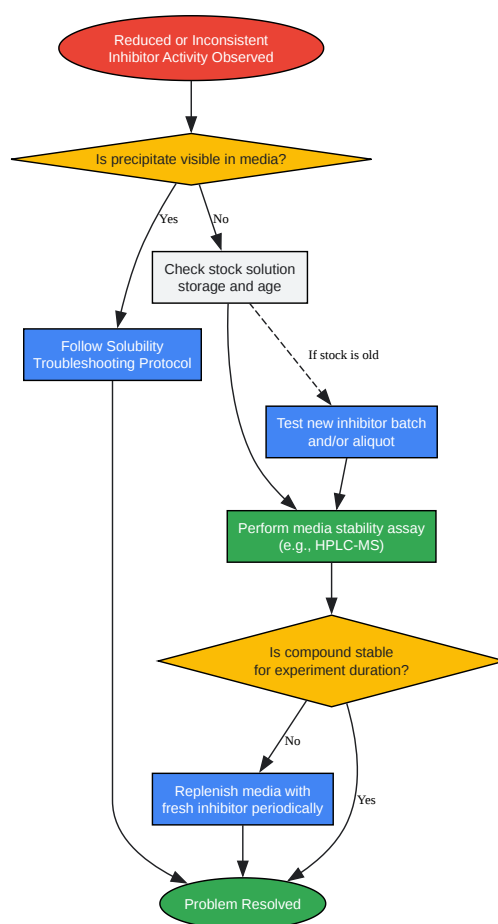 Reduced or Inconsistent
Inhibitor Activity Observed
Is precipitate visible in media?
Yes
No
Check stock solution
storage and age
Follow Solubility
Troubleshooting Protocol
If stock is old
Test new inhibitor batch
and/or aliquot
Perform media stability assay
(e.g., HPLC-MS)
Is compound stable
for experiment duration?
No
Replenish media with
fresh inhibitor periodically
Yes
Problem Resolved